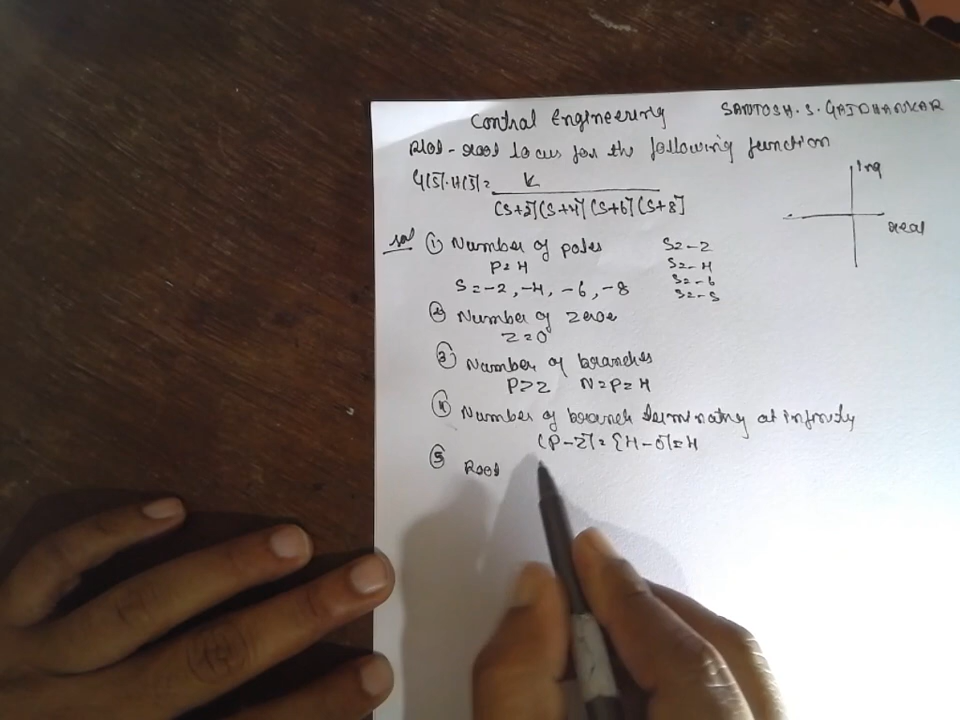 Control Engineering SANTOSH.S.GAIDHANKAR
Plot - root locus for the following function
G(S).H(S)= K
(S+2)(S+4)(S+6)(S+8)
Img
real
sol (1) Number of poles
P=4
S=-2, -4, -6, -8
S=-2
S=-4
S=-6
S=-8
(2) Number of zeros
Z=0
(3) Number of branches
P>Z N=P=4
(4) Number of branch terminating at infinity
(P-Z)=(4-0)=4
(5) Root